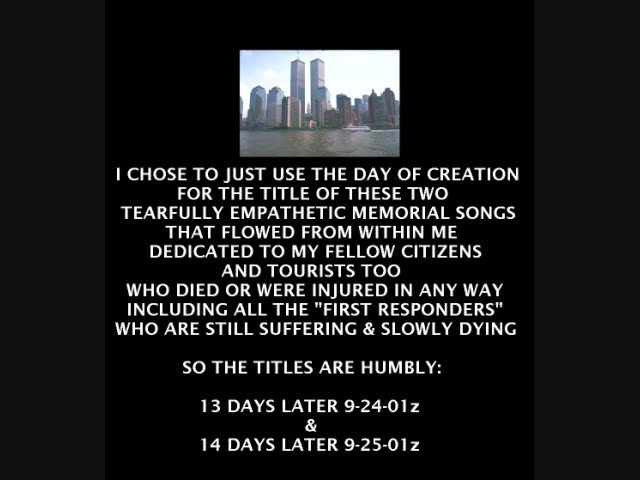 I CHOSE TO JUST USE THE DAY OF CREATION
FOR THE TITLE OF THESE TWO
TEARFULLY EMPATHETIC MEMORIAL SONGS
THAT FLOWED FROM WITHIN ME
DEDICATED TO MY FELLOW CITIZENS
AND TOURISTS TOO
WHO DIED OR WERE INJURED IN ANY WAY
INCLUDING ALL THE "FIRST RESPONDERS"
WHO ARE STILL SUFFERING & SLOWLY DYING
SO THE TITLES ARE HUMBLY:
13 DAYS LATER 9-24-01z
&
14 DAYS LATER 9-25-01z